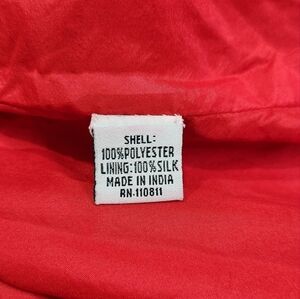 SHELL:
100%POLYESTER
LINING:100%SILK
MADE IN INDIA
RN.110811